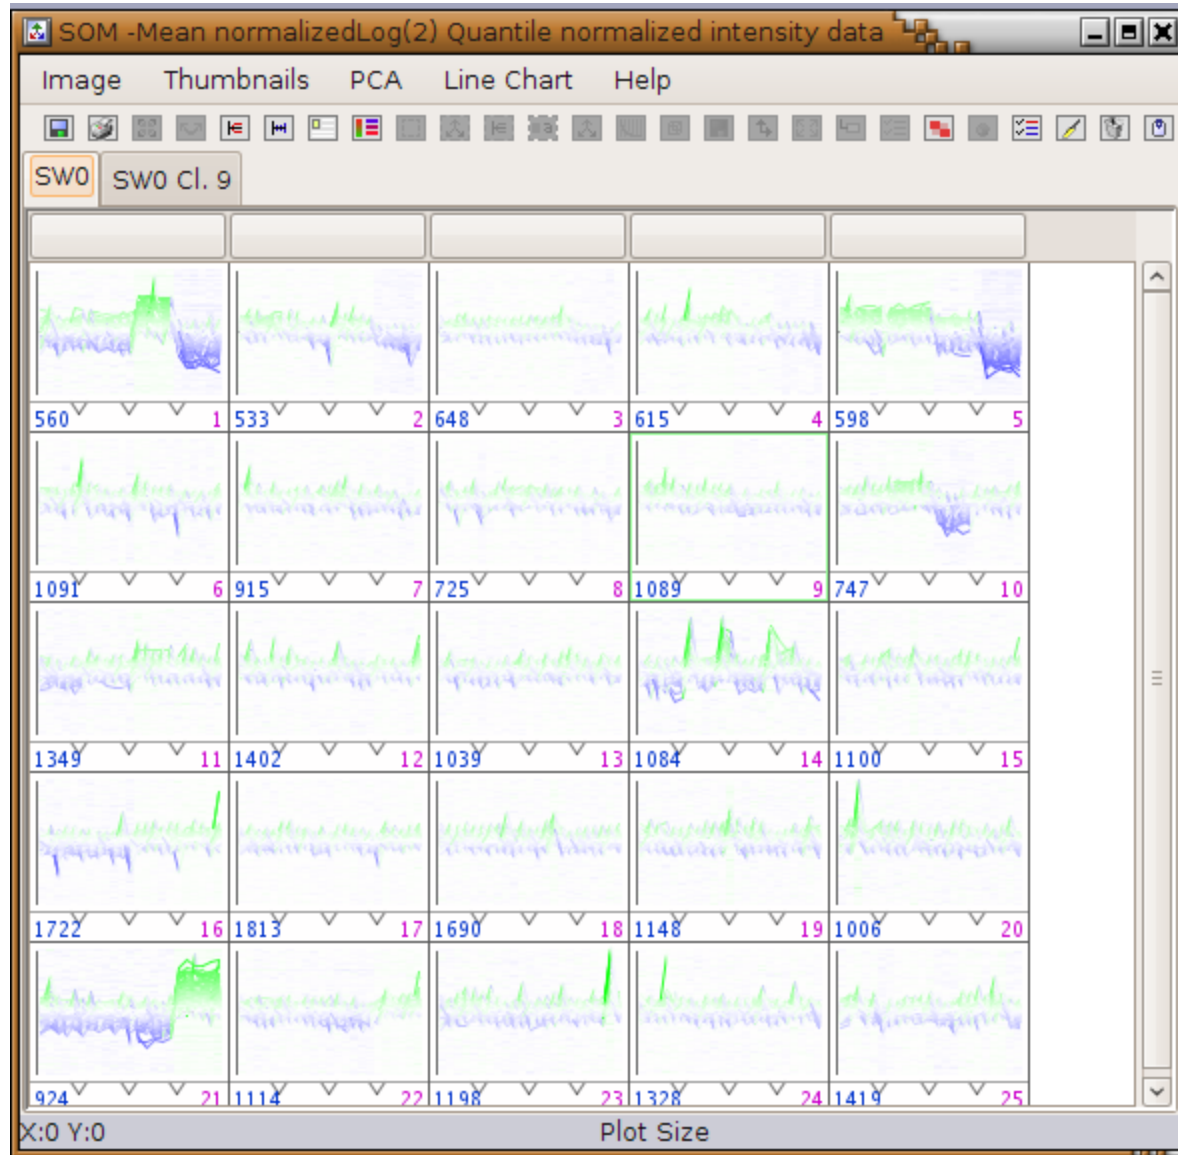 SOM -Mean normalizedLog(2) Quantile normalized intensity data
Image Thumbnails PCA Line Chart Help
SW0 SW0 Cl. 9
560 1 533 2 648 3 615 4 598 5
1091 6 915 7 725 8 1089 9 747 10
1349 11 1402 12 1039 13 1084 14 1100 15
1722 16 1813 17 1690 18 1148 19 1006 20
924 21 1114 22 1198 23 1328 24 1419 25
X:0 Y:0 Plot Size